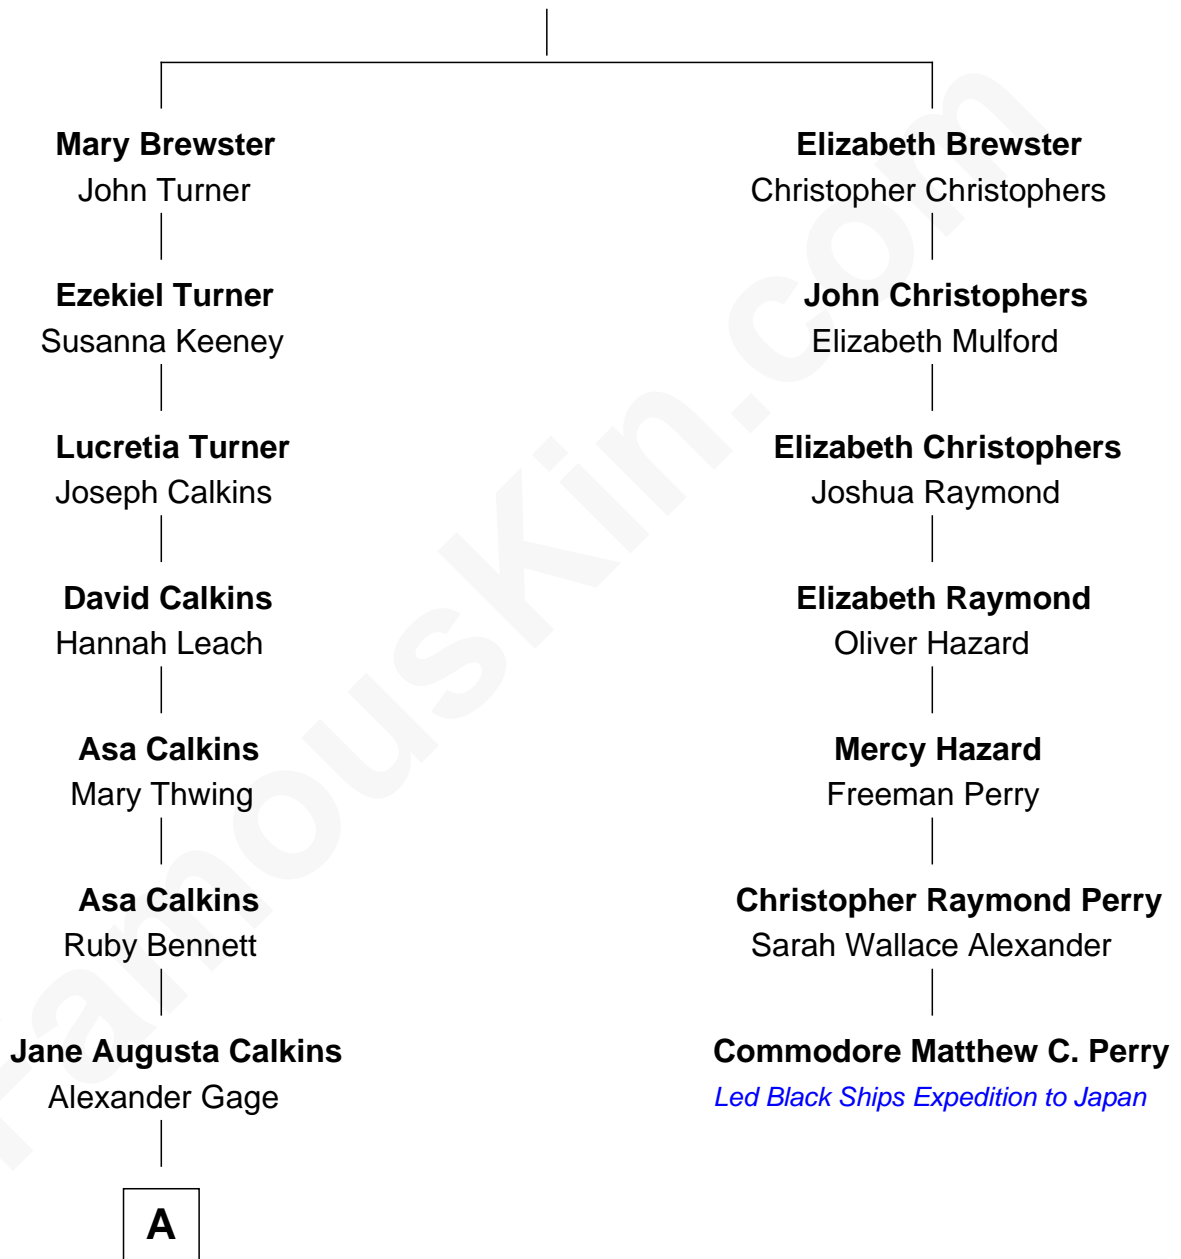 Mary Brewster
John Turner
Ezekiel Turner
Susanna Keeney
Lucretia Turner
Joseph Calkins
David Calkins
Hannah Leach
Asa Calkins
Mary Thwing
Asa Calkins
Ruby Bennett
Jane Augusta Calkins
Alexander Gage
A
Elizabeth Brewster
Christopher Christophers
John Christophers
Elizabeth Mulford
Elizabeth Christophers
Joshua Raymond
Elizabeth Raymond
Oliver Hazard
Mercy Hazard
Freeman Perry
Christopher Raymond Perry
Sarah Wallace Alexander
Commodore Matthew C. Perry
Led Black Ships Expedition to Japan
FamousKin.com